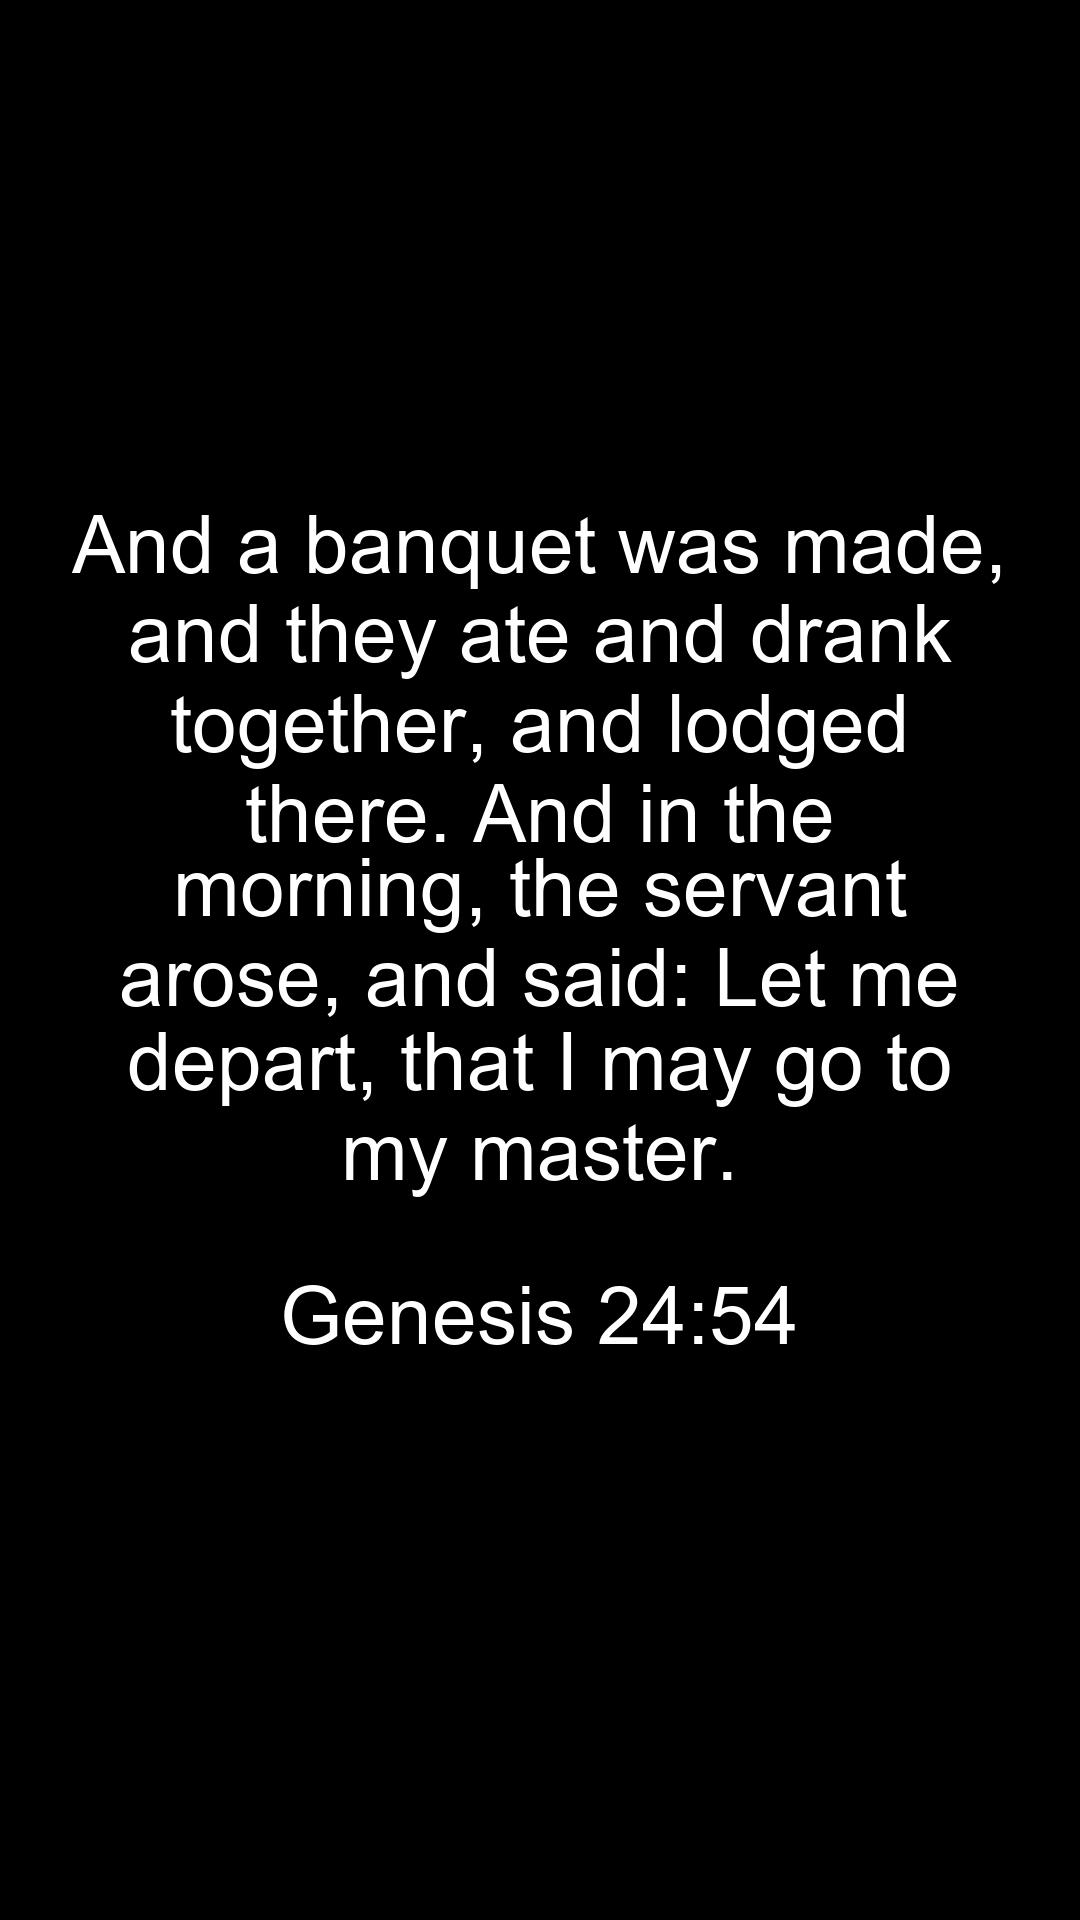 And a banquet was made,
and they ate and drank
together, and lodged
there. And in the
morning, the servant
arose, and said: Let me
depart, that I may go to
my master.
Genesis 24:54